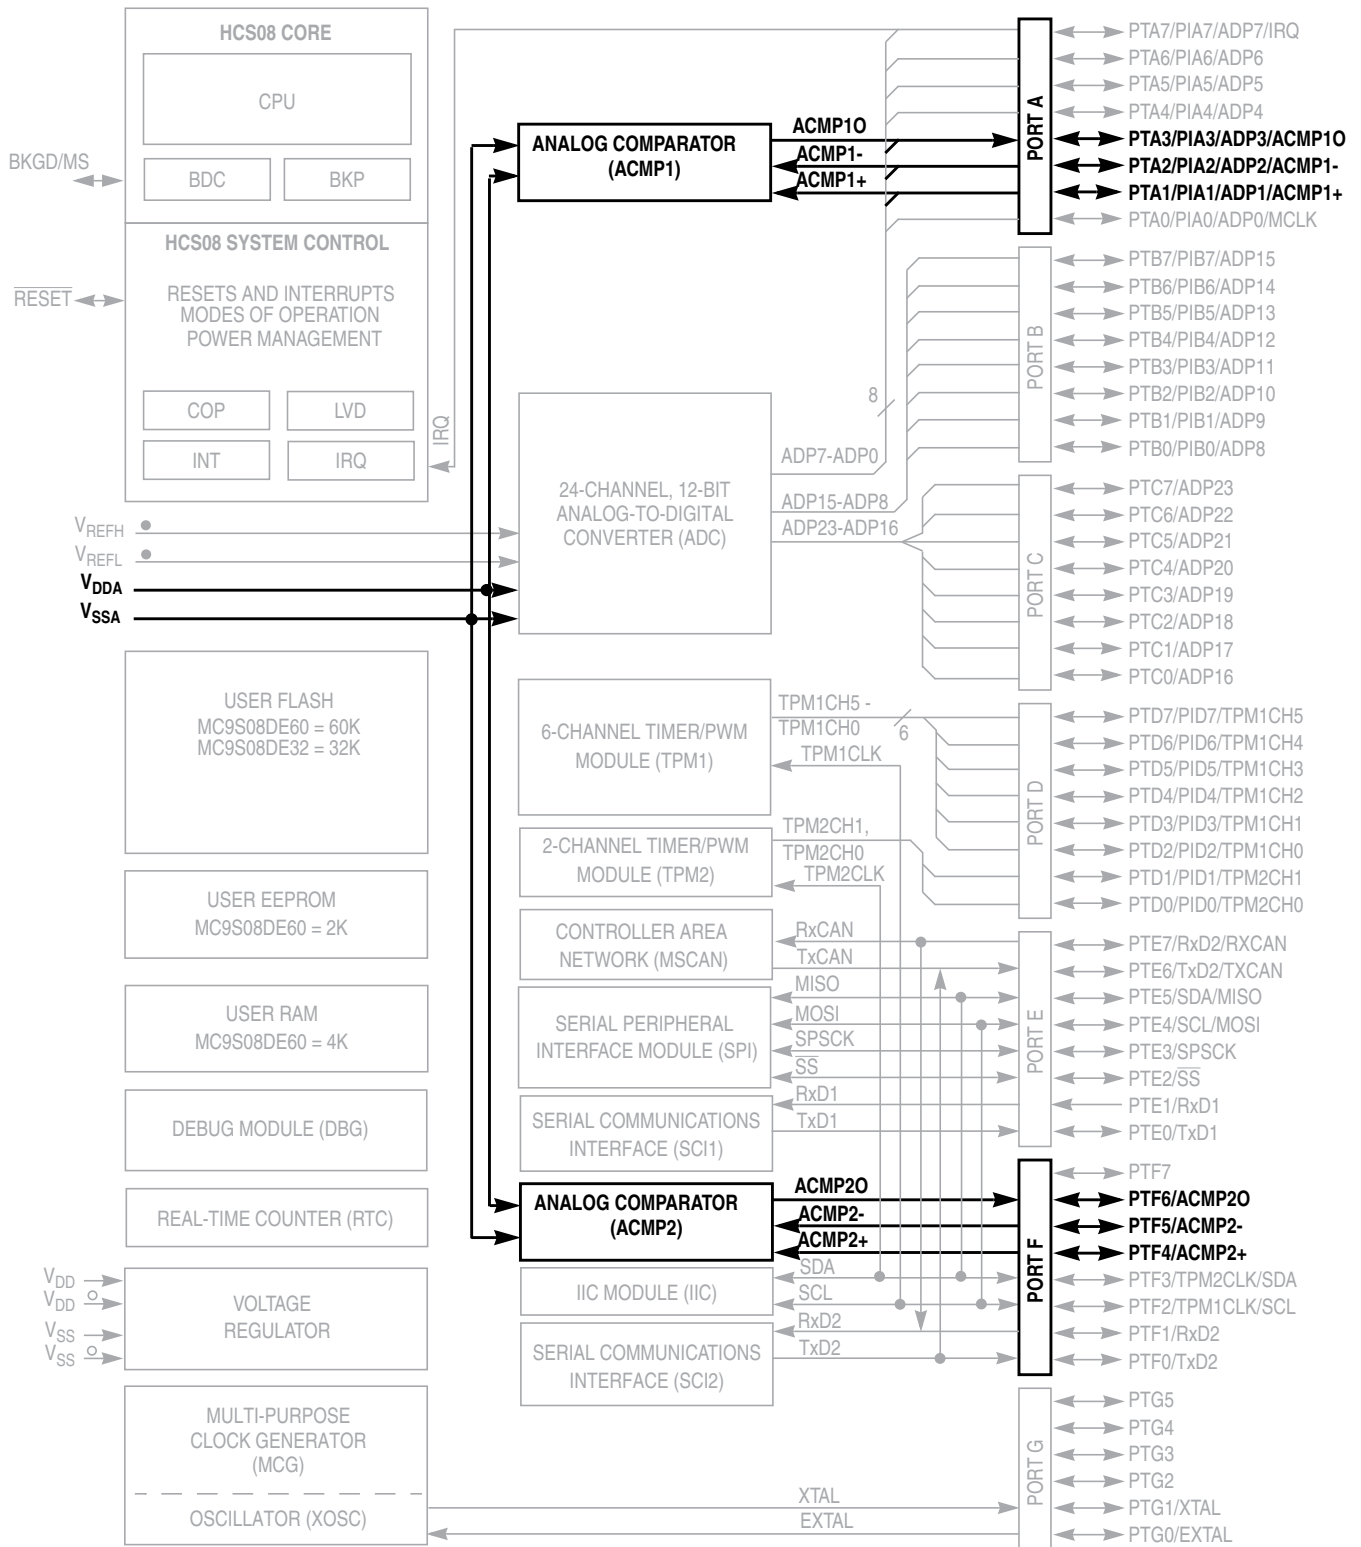 HCS08 CORE
CPU
BDC
BKP
BKGD/MS
HCS08 SYSTEM CONTROL
RESETS AND INTERRUPTS
MODES OF OPERATION
POWER MANAGEMENT
RESET
COP
LVD
INT
IRQ
IRQ
VREFH
VREFL
VDDA
VSSA
USER FLASH
MC9S08DE60 = 60K
MC9S08DE32 = 32K
USER EEPROM
MC9S08DE60 = 2K
USER RAM
MC9S08DE60 = 4K
DEBUG MODULE (DBG)
REAL-TIME COUNTER (RTC)
VDD
VDD
VSS
VSS
VOLTAGE
REGULATOR
MULTI-PURPOSE
CLOCK GENERATOR
(MCG)
OSCILLATOR (XOSC)
XTAL
EXTAL
ANALOG COMPARATOR
(ACMP1)
ACMP1O
ACMP1-
ACMP1+
24-CHANNEL, 12-BIT
ANALOG-TO-DIGITAL
CONVERTER (ADC)
8
ADP7-ADP0
ADP15-ADP8
ADP23-ADP16
6-CHANNEL TIMER/PWM
MODULE (TPM1)
TPM1CH5 -
TPM1CH0
6
TPM1CLK
2-CHANNEL TIMER/PWM
MODULE (TPM2)
TPM2CH1,
TPM2CH0
TPM2CLK
CONTROLLER AREA
NETWORK (MSCAN)
RxCAN
TxCAN
SERIAL PERIPHERAL
INTERFACE MODULE (SPI)
MISO
MOSI
SPSCK
SS
SERIAL COMMUNICATIONS
INTERFACE (SCI1)
RxD1
TxD1
ANALOG COMPARATOR
(ACMP2)
ACMP2O
ACMP2-
ACMP2+
IIC MODULE (IIC)
SDA
SCL
SERIAL COMMUNICATIONS
INTERFACE (SCI2)
RxD2
TxD2
PORT A
PTA7/PIA7/ADP7/IRQ
PTA6/PIA6/ADP6
PTA5/PIA5/ADP5
PTA4/PIA4/ADP4
PTA3/PIA3/ADP3/ACMP1O
PTA2/PIA2/ADP2/ACMP1-
PTA1/PIA1/ADP1/ACMP1+
PTA0/PIA0/ADP0/MCLK
PORT B
PTB7/PIB7/ADP15
PTB6/PIB6/ADP14
PTB5/PIB5/ADP13
PTB4/PIB4/ADP12
PTB3/PIB3/ADP11
PTB2/PIB2/ADP10
PTB1/PIB1/ADP9
PTB0/PIB0/ADP8
PORT C
PTC7/ADP23
PTC6/ADP22
PTC5/ADP21
PTC4/ADP20
PTC3/ADP19
PTC2/ADP18
PTC1/ADP17
PTC0/ADP16
PORT D
PTD7/PID7/TPM1CH5
PTD6/PID6/TPM1CH4
PTD5/PID5/TPM1CH3
PTD4/PID4/TPM1CH2
PTD3/PID3/TPM1CH1
PTD2/PID2/TPM1CH0
PTD1/PID1/TPM2CH1
PTD0/PID0/TPM2CH0
PORT E
PTE7/RxD2/RXCAN
PTE6/TxD2/TXCAN
PTE5/SDA/MISO
PTE4/SCL/MOSI
PTE3/SPSCK
PTE2/SS
PTE1/RxD1
PTE0/TxD1
PORT F
PTF7
PTF6/ACMP2O
PTF5/ACMP2-
PTF4/ACMP2+
PTF3/TPM2CLK/SDA
PTF2/TPM1CLK/SCL
PTF1/RxD2
PTF0/TxD2
PORT G
PTG5
PTG4
PTG3
PTG2
PTG1/XTAL
PTG0/EXTAL